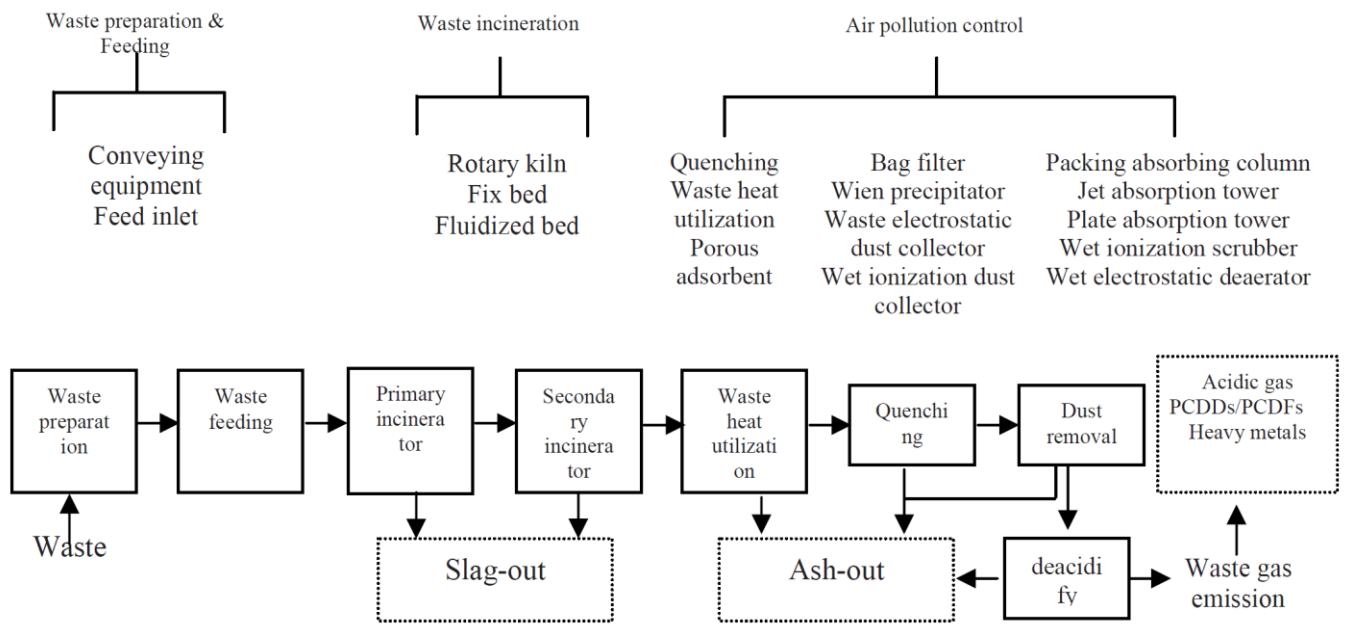 Waste preparation &
Feeding
Waste incineration
Air pollution control
Conveying
equipment
Feed inlet
Rotary kiln
Fix bed
Fluidized bed
Quenching
Waste heat
utilization
Porous
adsorbent
Bag filter
Wien precipitator
Waste electrostatic
dust collector
Wet ionization dust
collector
Packing absorbing column
Jet absorption tower
Plate absorption tower
Wet ionization scrubber
Wet electrostatic deaerator
Waste
preparat
ion
Waste
feeding
Primary
incinera
tor
Seconda
ry
incinera
tor
Waste
heat
utilizati
on
Quenchi
ng
Dust
removal
Acidic gas
PCDDs/PCDFs
Heavy metals
Waste
Slag-out
Ash-out
deacidi
fy
Waste gas
emission